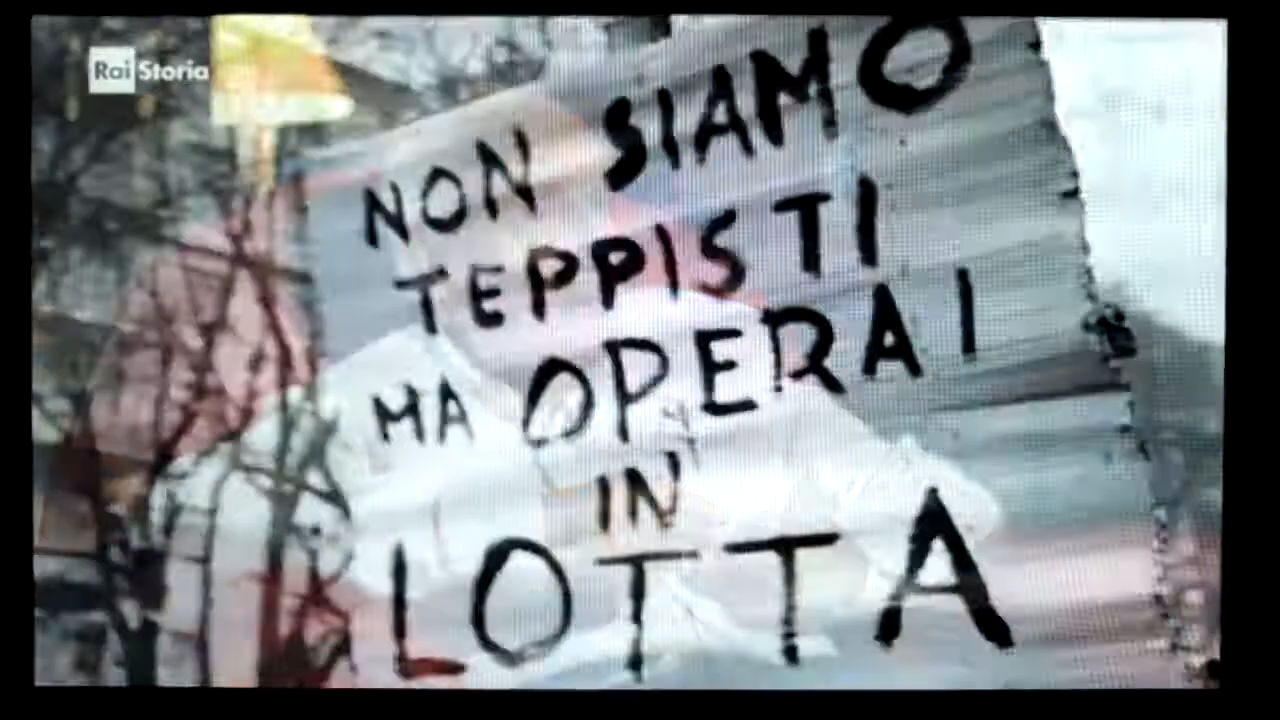 Rai Storia
NON SIAMO
TEPPISTI
MA OPERAI
IN
LOTTA